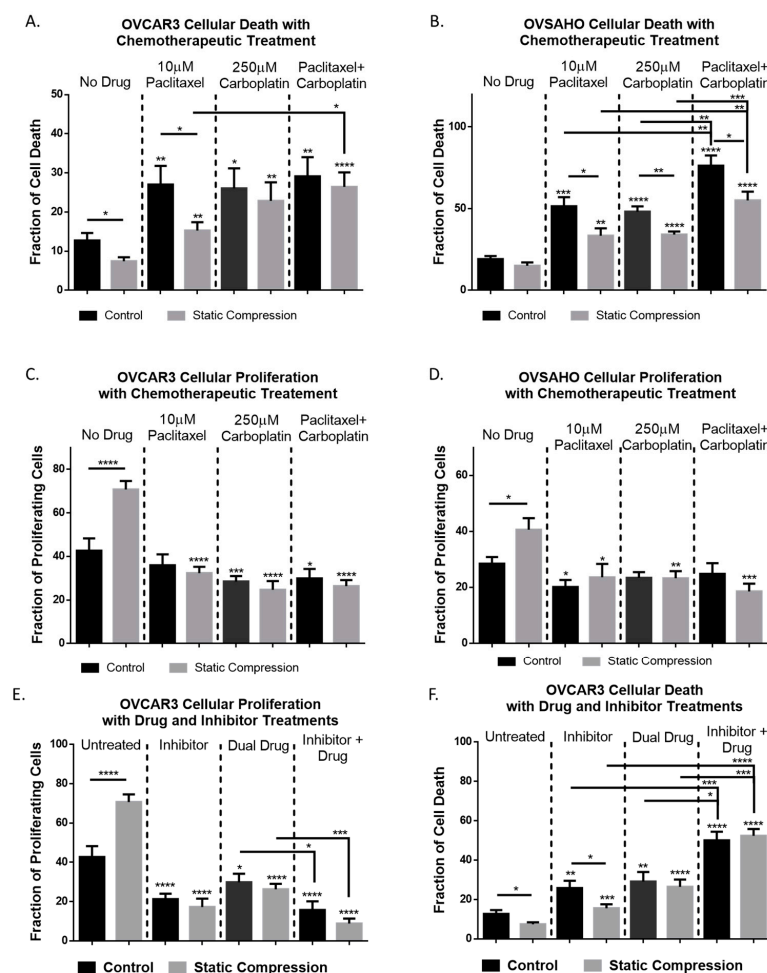 A.
OVCAR3 Cellular Death with
Chemotherapeutic Treatment
No Drug
10μM
Paclitaxel
250μM
Carboplatin
Paclitaxel+
Carboplatin
Fraction of Cell Death
50
40
30
20
10
0
*
**
*
**
*
**
**
*
****
Control
Static Compression
B.
OVSAHO Cellular Death with
Chemotherapeutic Treatment
No Drug
10μM
Paclitaxel
250μM
Carboplatin
Paclitaxel+
Carboplatin
Fraction of Cell Death
100
50
0
***
*
**
****
**
****
***
**
**
**
****
*
****
Control
Static Compression
C.
OVCAR3 Cellular Proliferation
with Chemotherapeutic Treatement
No Drug
10μM
Paclitaxel
250μM
Carboplatin
Paclitaxel+
Carboplatin
Fraction of Proliferating Cells
80
60
40
20
0
****
****
***
****
*
****
Control
Static Compression
D.
OVSAHO Cellular Proliferation
with Chemotherapeutic Treatment
No Drug
10μM
Paclitaxel
250μM
Carboplatin
Paclitaxel+
Carboplatin
Fraction of Proliferating Cells
60
40
20
0
*
*
*
**
***
Control
Static Compression
E.
OVCAR3 Cellular Proliferation
with Drug and Inhibitor Treatments
Untreated
Inhibitor
Dual Drug
Inhibitor +
Drug
Fraction of Proliferating Cells
100
80
60
40
20
0
****
****
****
*
****
***
*
****
****
Control
Static Compression
F.
OVCAR3 Cellular Death
with Drug and Inhibitor Treatments
Untreated
Inhibitor
Dual Drug
Inhibitor +
Drug
Fraction of Cell Death
100
80
60
40
20
0
*
**
*
***
**
****
****
***
***
*
****
****
Control
Static Compression